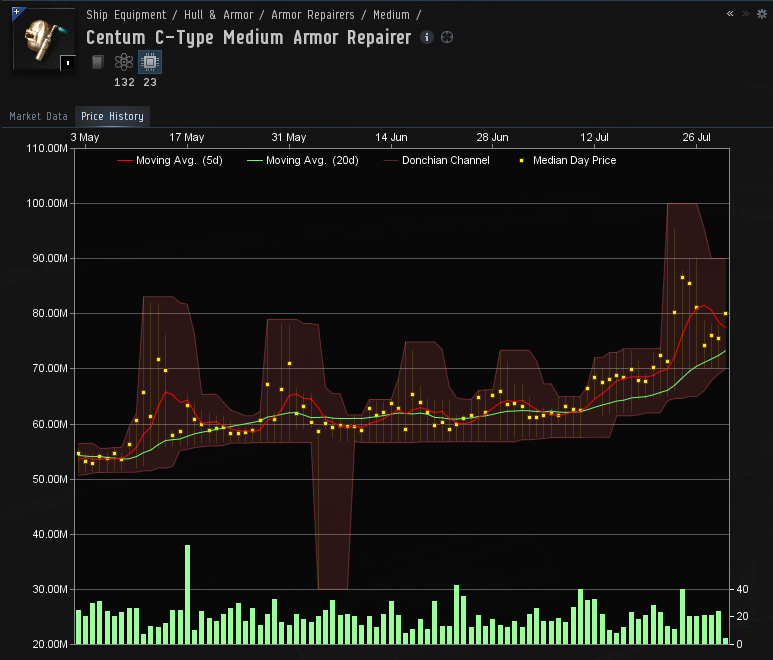 Ship Equipment / Hull & Armor / Armor Repairers / Medium /
« »
Centum C-Type Medium Armor Repairer
132 23
Market Data Price History
3 May 17 May 31 May 14 Jun 28 Jun 12 Jul 26 Jul
110.00M
Moving Avg. (5d) Moving Avg. (20d) Donchian Channel Median Day Price
100.00M
90.00M
80.00M
70.00M
60.00M
50.00M
40.00M
30.00M 40
20
20.00M 0